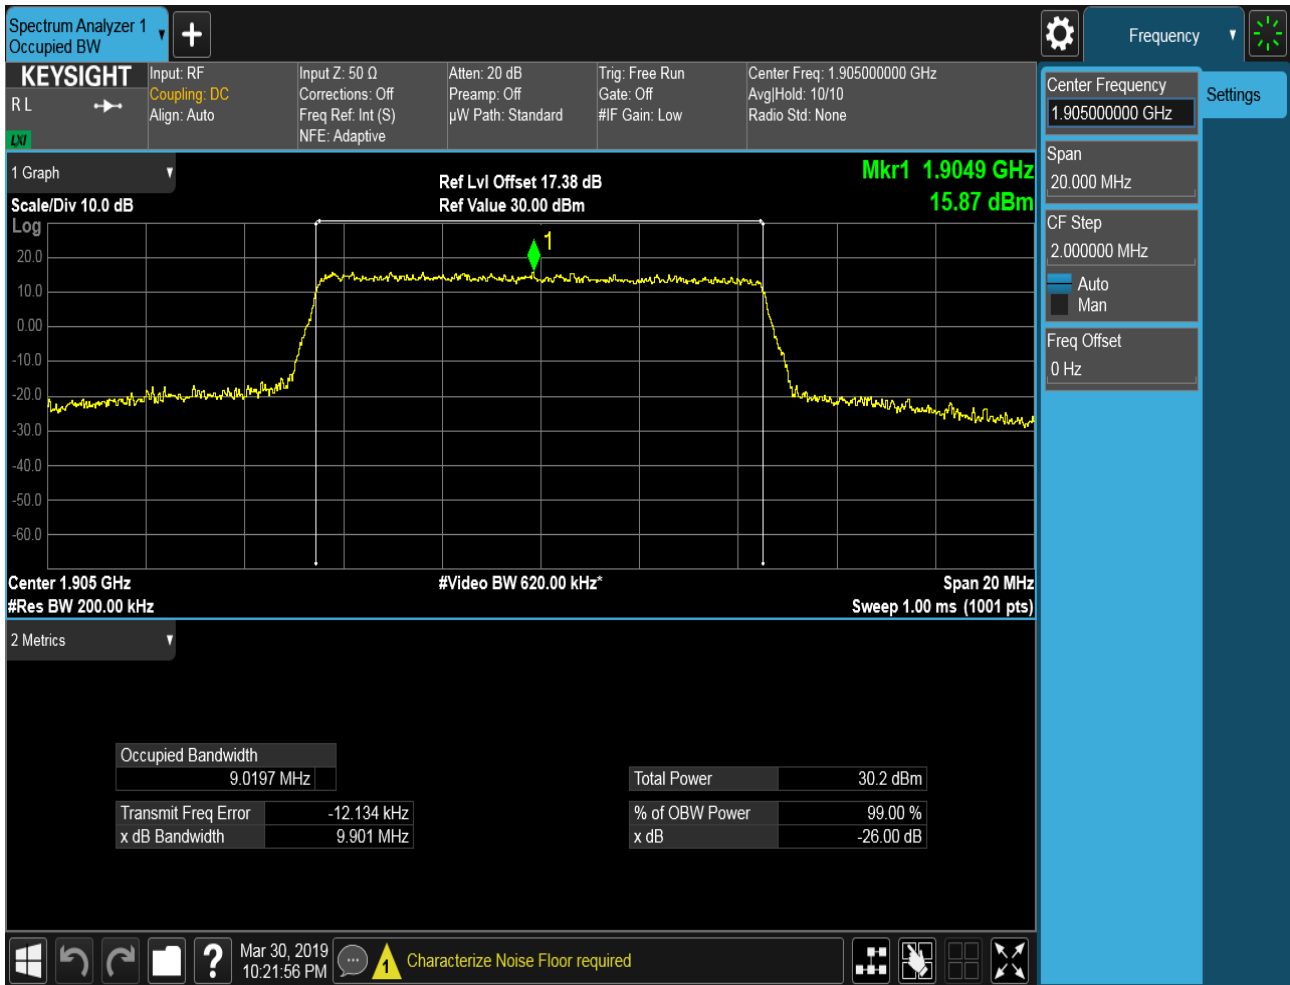 Spectrum Analyzer 1
Occupied BW
Frequency
KEYSIGHT
R L
LXI
Input: RF
Coupling: DC
Align: Auto
Input Z: 50 Ω
Corrections: Off
Freq Ref: Int (S)
NFE: Adaptive
Atten: 20 dB
Preamp: Off
µW Path: Standard
Trig: Free Run
Gate: Off
#IF Gain: Low
Center Freq: 1.905000000 GHz
Avg|Hold: 10/10
Radio Std: None
Center Frequency
1.905000000 GHz
Settings
Span
20.000 MHz
CF Step
2.000000 MHz
Auto
Man
Freq Offset
0 Hz
1 Graph
Scale/Div 10.0 dB
Ref Lvl Offset 17.38 dB
Ref Value 30.00 dBm
Mkr1 1.9049 GHz
15.87 dBm
Log
1
20.0
10.0
0.00
-10.0
-20.0
-30.0
-40.0
-50.0
-60.0
Center 1.905 GHz
#Res BW 200.00 kHz
#Video BW 620.00 kHz*
Span 20 MHz
Sweep 1.00 ms (1001 pts)
2 Metrics
Occupied Bandwidth
9.0197 MHz
Transmit Freq Error -12.134 kHz
x dB Bandwidth 9.901 MHz
Total Power 30.2 dBm
% of OBW Power 99.00 %
x dB -26.00 dB
?
Mar 30, 2019
10:21:56 PM
1
Characterize Noise Floor required